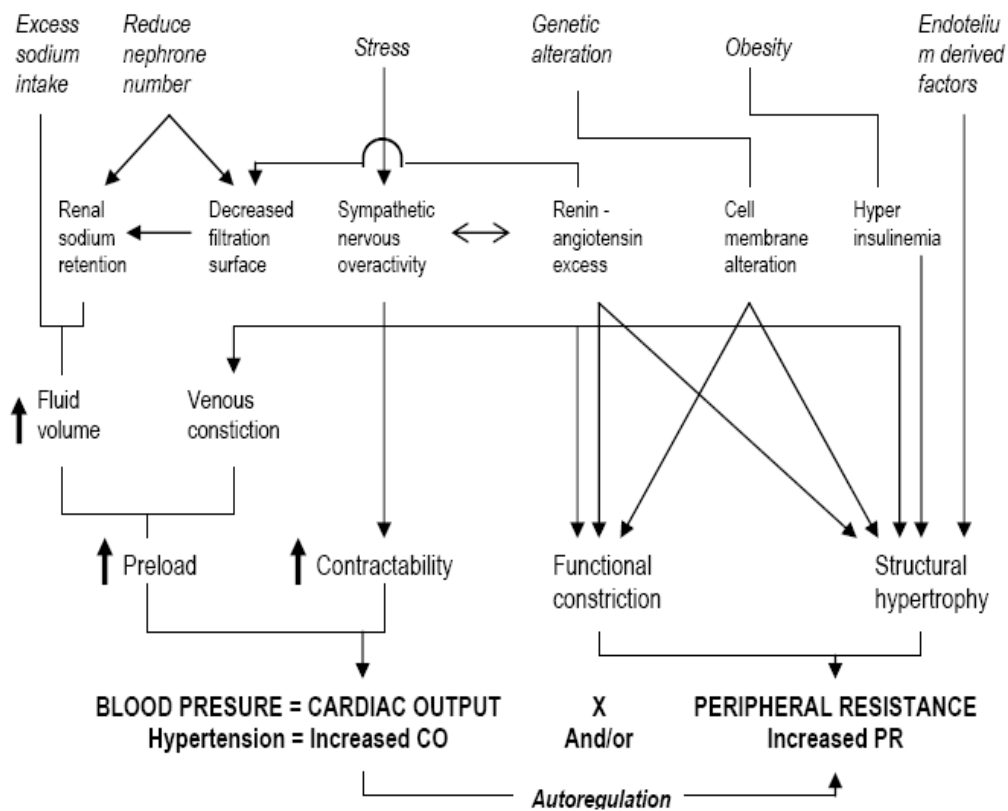 Excess
sodium
intake
Reduce
nephrone
number
Stress
Genetic
alteration
Obesity
Endoteliu
m derived
factors
Renal
sodium
retention
Decreased
filtration
surface
Sympathetic
nervous
overactivity
Renin -
angiotensin
excess
Cell
membrane
alteration
Hyper
insulinemia
Fluid
volume
Venous
constiction
Preload
Contractability
Functional
constriction
Structural
hypertrophy
BLOOD PRESURE = CARDIAC OUTPUT X PERIPHERAL RESISTANCE
Hypertension = Increased CO And/or Increased PR
Autoregulation